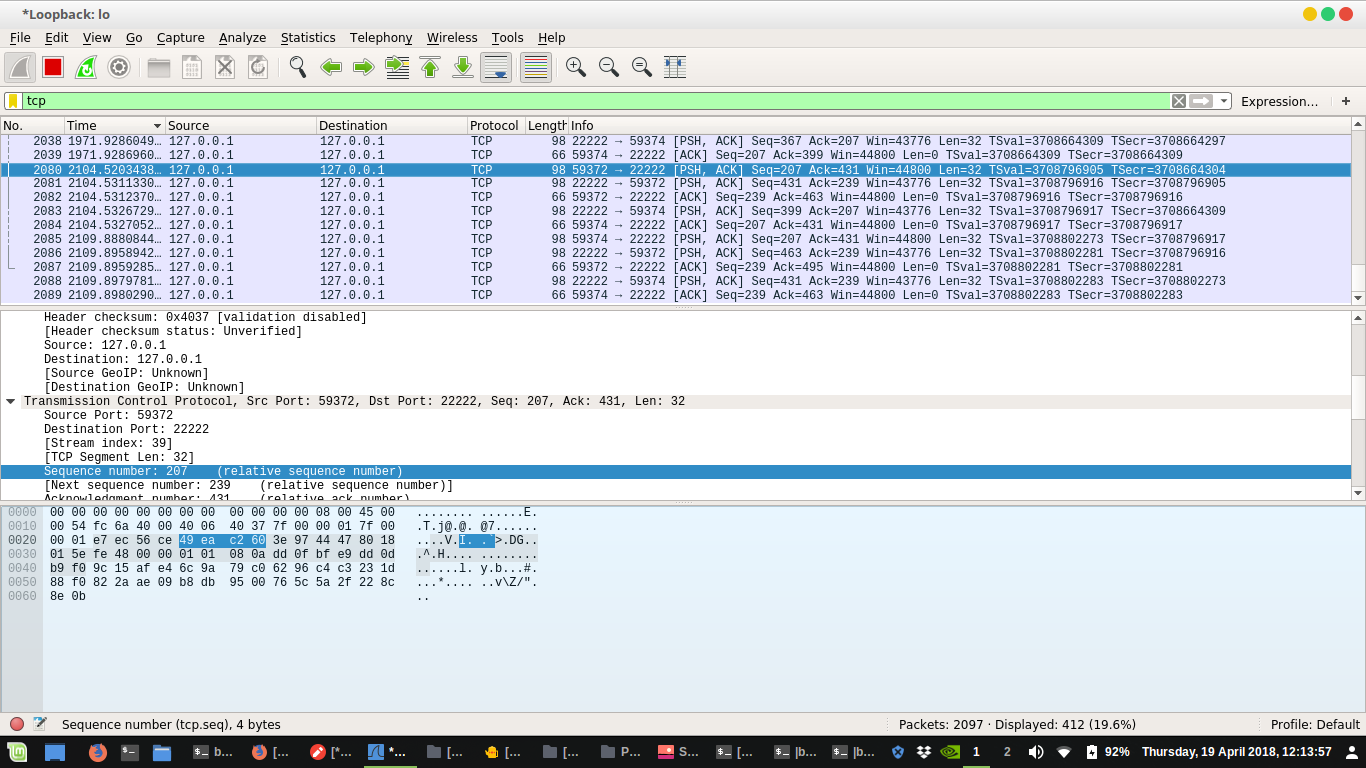 *Loopback: lo
File Edit View Go Capture Analyze Statistics Telephony Wireless Tools Help
tcp
Expression… +
No. Time Source Destination Protocol Length Info
2038 1971.9286049… 127.0.0.1 127.0.0.1 TCP 98 22222 → 59374 [PSH, ACK] Seq=367 Ack=207 Win=43776 Len=32 TSval=3708664309 TSecr=3708664297
2039 1971.9286960… 127.0.0.1 127.0.0.1 TCP 66 59374 → 22222 [ACK] Seq=207 Ack=399 Win=44800 Len=0 TSval=3708664309 TSecr=3708664309
2080 2104.5203438… 127.0.0.1 127.0.0.1 TCP 98 59372 → 22222 [PSH, ACK] Seq=207 Ack=431 Win=44800 Len=32 TSval=3708796905 TSecr=3708664304
2081 2104.5311330… 127.0.0.1 127.0.0.1 TCP 98 22222 → 59372 [PSH, ACK] Seq=431 Ack=239 Win=43776 Len=32 TSval=3708796916 TSecr=3708796905
2082 2104.5312370… 127.0.0.1 127.0.0.1 TCP 66 59372 → 22222 [ACK] Seq=239 Ack=463 Win=44800 Len=0 TSval=3708796916 TSecr=3708796916
2083 2104.5326729… 127.0.0.1 127.0.0.1 TCP 98 22222 → 59374 [PSH, ACK] Seq=399 Ack=207 Win=43776 Len=32 TSval=3708796917 TSecr=3708664309
2084 2104.5327052… 127.0.0.1 127.0.0.1 TCP 66 59374 → 22222 [ACK] Seq=207 Ack=431 Win=44800 Len=0 TSval=3708796917 TSecr=3708796917
2085 2109.8880844… 127.0.0.1 127.0.0.1 TCP 98 59374 → 22222 [PSH, ACK] Seq=207 Ack=431 Win=44800 Len=32 TSval=3708802273 TSecr=3708796917
2086 2109.8958942… 127.0.0.1 127.0.0.1 TCP 98 22222 → 59372 [PSH, ACK] Seq=463 Ack=239 Win=43776 Len=32 TSval=3708802281 TSecr=3708796916
2087 2109.8959285… 127.0.0.1 127.0.0.1 TCP 66 59372 → 22222 [ACK] Seq=239 Ack=495 Win=44800 Len=0 TSval=3708802281 TSecr=3708802281
2088 2109.8979781… 127.0.0.1 127.0.0.1 TCP 98 22222 → 59374 [PSH, ACK] Seq=431 Ack=239 Win=43776 Len=32 TSval=3708802283 TSecr=3708802273
2089 2109.8980290… 127.0.0.1 127.0.0.1 TCP 66 59374 → 22222 [ACK] Seq=239 Ack=463 Win=44800 Len=0 TSval=3708802283 TSecr=3708802283
Header checksum: 0x4037 [validation disabled]
[Header checksum status: Unverified]
Source: 127.0.0.1
Destination: 127.0.0.1
[Source GeoIP: Unknown]
[Destination GeoIP: Unknown]
Transmission Control Protocol, Src Port: 59372, Dst Port: 22222, Seq: 207, Ack: 431, Len: 32
Source Port: 59372
Destination Port: 22222
[Stream index: 39]
[TCP Segment Len: 32]
Sequence number: 207 (relative sequence number)
[Next sequence number: 239 (relative sequence number)]
Acknowledgment number: 431 (relative ack number)
0000 00 00 00 00 00 00 00 00 00 00 00 00 08 00 45 00 ........ ......E.
0010 00 54 fc 6a 40 00 40 06 40 37 7f 00 00 01 7f 00 .T.j@.@. @7......
0020 00 01 e7 ec 56 ce 49 ea c2 60 3e 97 44 47 80 18 ....V.I. .`>.DG..
0030 01 5e fe 48 00 00 01 01 08 0a dd 0f bf e9 dd 0d .^.H.... ........
0040 b9 f0 9c 15 af e4 6c 9a 79 c0 62 96 c4 c3 23 1d ......l. y.b...#.
0050 88 f0 82 2a ae 09 b8 db 95 00 76 5c 5a 2f 22 8c ...*.... ..v\Z/".
0060 8e 0b ..
Sequence number (tcp.seq), 4 bytes Packets: 2097 · Displayed: 412 (19.6%) Profile: Default
b… [… [*… *… [… [… [… P… S… [… |b… |b… 1 2 92% Thursday, 19 April 2018, 12:13:57